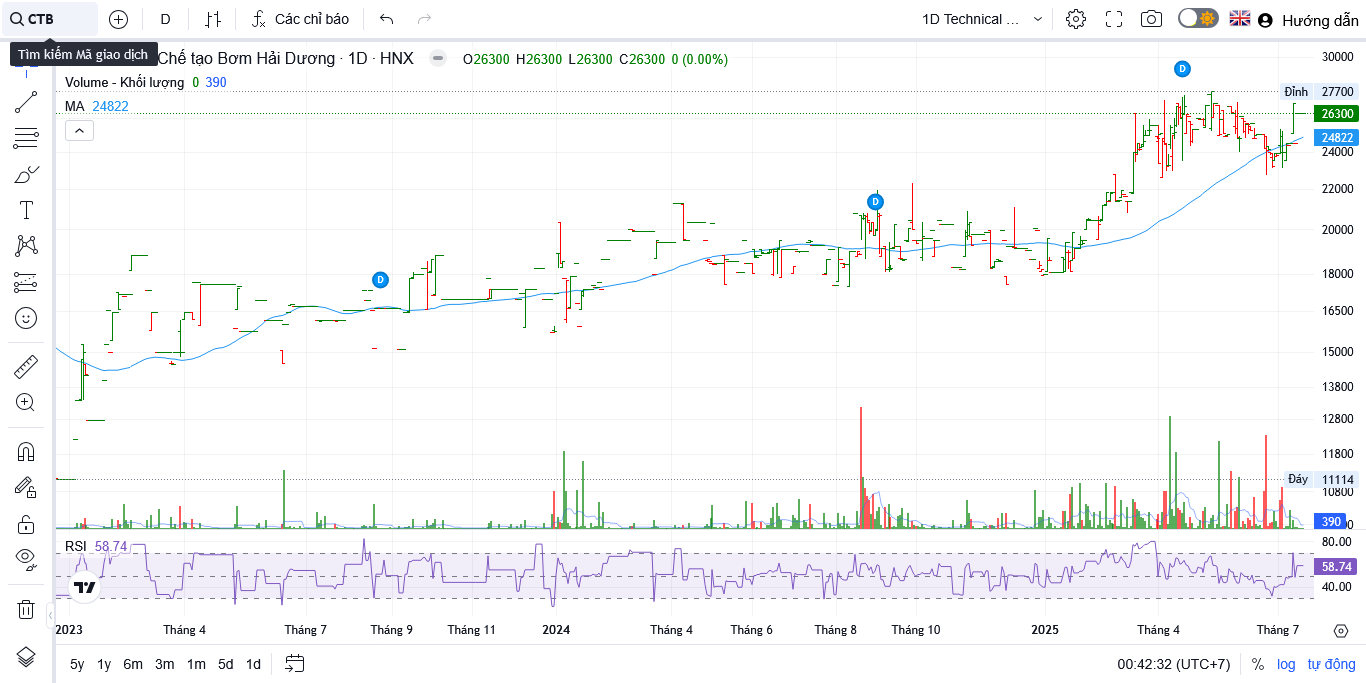 CTB
D
Các chỉ báo
1D Technical ...
Hướng dẫn
Tìm kiếm Mã giao dịch
Chế tạo Bơm Hải Dương · 1D · HNX
O26300 H26300 L26300 C26300 0 (0.00%)
Volume - Khối lượng 0 390
MA 24822
D
D
D
30000
Đỉnh 27700
26300
24822
24000
22000
20000
18000
16500
15000
13800
12800
11800
Đáy 11114
10800
390
RSI 58.74
80.00
58.74
40.00
2023
Tháng 4
Tháng 7
Tháng 9
Tháng 11
2024
Tháng 4
Tháng 6
Tháng 8
Tháng 10
2025
Tháng 4
Tháng 7
5y 1y 6m 3m 1m 5d 1d
00:42:32 (UTC+7)
% log tự động